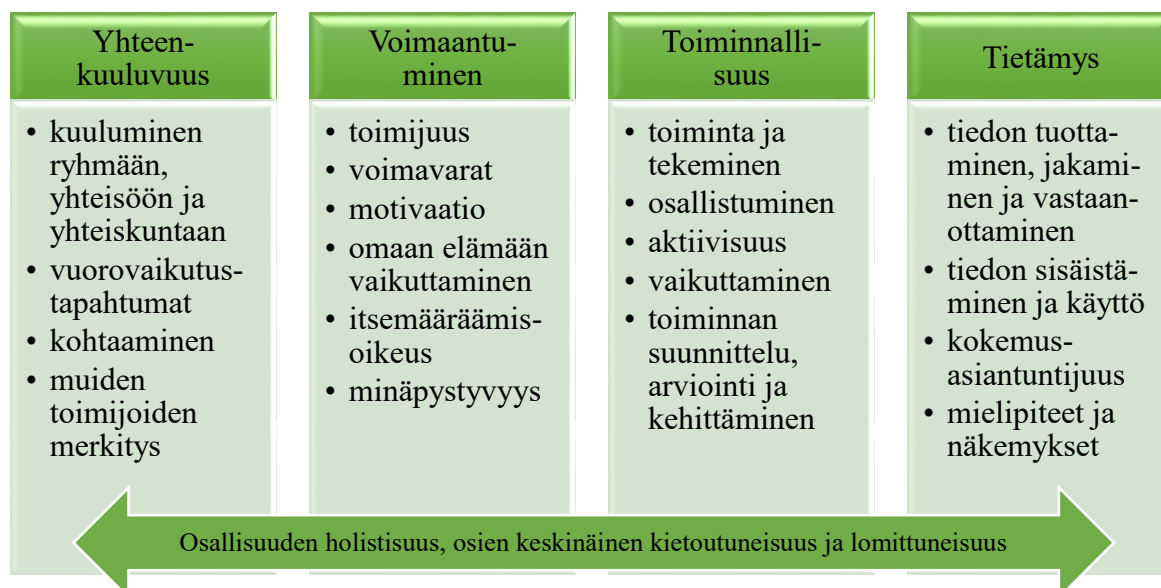 Yhteen-
kuuluvuus
• kuuluminen
ryhmään,
yhteisöön ja
yhteiskuntaan
• vuorovaikutus-
tapahtumat
• kohtaaminen
• muiden
toimijoiden
merkitys
Voimaantu-
minen
• toimijuus
• voimavarat
• motivaatio
• omaan elämään
vaikuttaminen
• itsemääräämis-
oikeus
• minäpystyvyys
Toiminnalli-
suus
• toiminta ja
tekeminen
• osallistuminen
• aktiivisuus
• vaikuttaminen
• toiminnan
suunnittelu,
arviointi ja
kehittäminen
Tietämys
• tiedon tuotta-
minen, jakami-
nen ja vastaan-
ottaminen
• tiedon sisäistä-
minen ja käyttö
• kokemus-
asiantuntijuus
• mielipiteet ja
näkemykset
Osallisuuden holistisuus, osien keskinäinen kietoutuneisuus ja lomittuneisuus